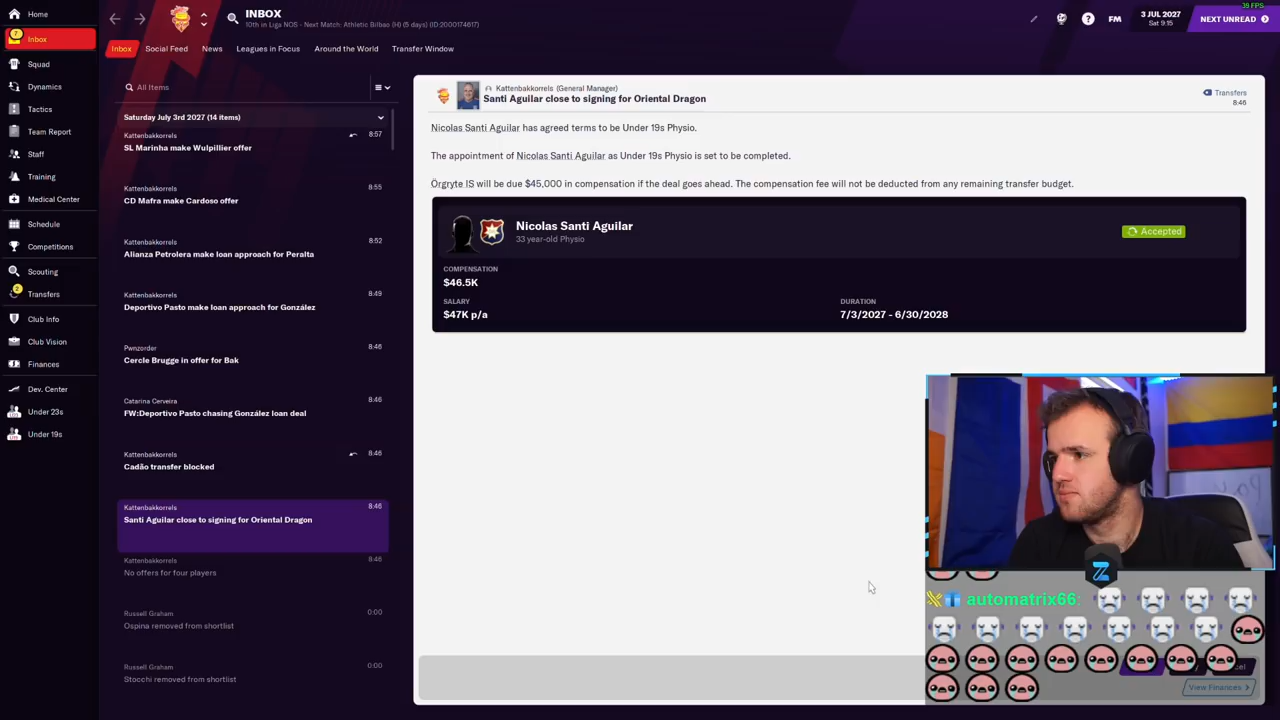 39 FPS
INBOX
10th in Liga NOS - Next Match: Athletic Bilbao (H) (5 days) (ID:2000174617)
FM
3 JUL 2027
Sat 9:15
NEXT UNREAD
Home
7
Inbox
Squad
Dynamics
Tactics
Team Report
Staff
Training
Medical Center
Schedule
Competitions
Scouting
2
Transfers
Club Info
Club Vision
Finances
Dev. Center
Under 23s
Under 19s
Inbox
Social Feed
News
Leagues in Focus
Around the World
Transfer Window
All Items
Saturday July 3rd 2027 (14 items)
Kattenbakkorrels 8:57
SL Marinha make Wulpillier offer
Kattenbakkorrels 8:55
CD Mafra make Cardoso offer
Kattenbakkorrels 8:52
Alianza Petrolera make loan approach for Peralta
Kattenbakkorrels 8:49
Deportivo Pasto make loan approach for González
Pwnzorder 8:46
Cercle Brugge in offer for Bak
Catarina Cerveira 8:46
FW:Deportivo Pasto chasing González loan deal
Kattenbakkorrels 8:46
Cadão transfer blocked
Kattenbakkorrels 8:46
Santi Aguilar close to signing for Oriental Dragon
Kattenbakkorrels 8:46
No offers for four players
Russell Graham 0:00
Ospina removed from shortlist
Russell Graham 0:00
Stocchi removed from shortlist
Kattenbakkorrels (General Manager)
Santi Aguilar close to signing for Oriental Dragon
Transfers
8:46
Nicolas Santi Aguilar has agreed terms to be Under 19s Physio.
The appointment of Nicolas Santi Aguilar as Under 19s Physio is set to be completed.
Örgryte IS will be due $45,000 in compensation if the deal goes ahead. The compensation fee will not be deducted from any remaining transfer budget.
Nicolas Santi Aguilar
33 year-old Physio
Accepted
COMPENSATION
$46.5K
SALARY
$47K p/a
DURATION
7/3/2027 - 6/30/2028
automatrix66:
View Finances